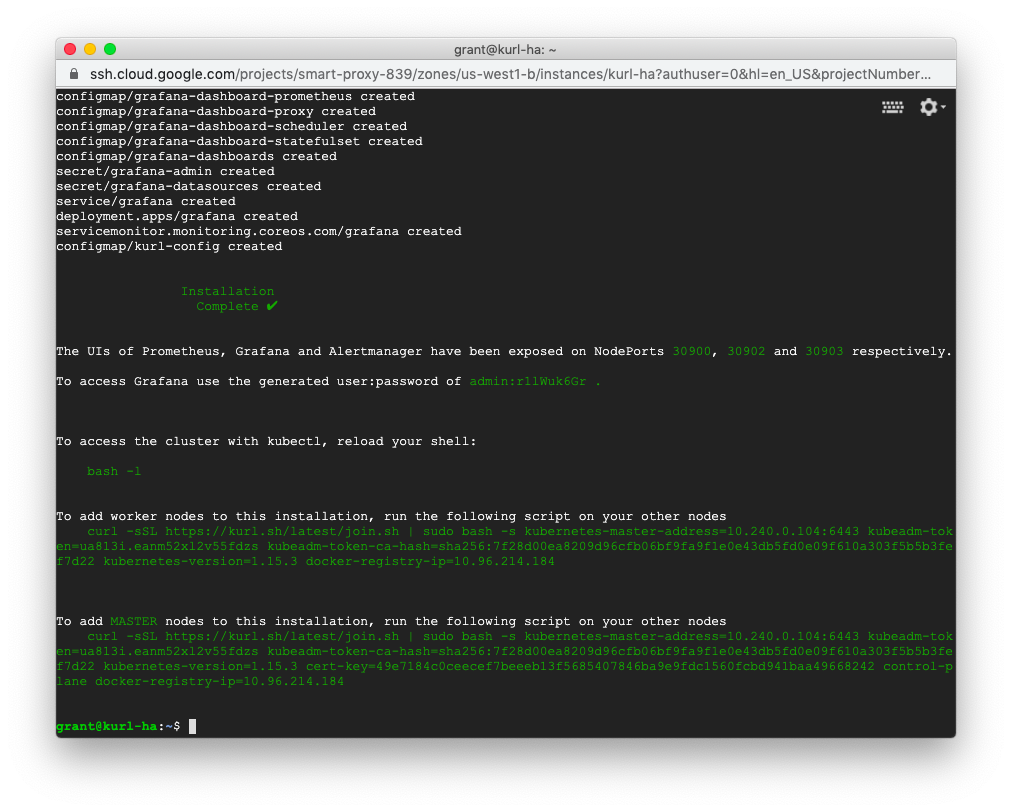 grant@kurl-ha: ~
ssh.cloud.google.com/projects/smart-proxy-839/zones/us-west1-b/instances/kurl-ha?authuser=0&hl=en_US&projectNumber...
configmap/grafana-dashboard-prometheus created
configmap/grafana-dashboard-proxy created
configmap/grafana-dashboard-scheduler created
configmap/grafana-dashboard-statefulset created
configmap/grafana-dashboards created
secret/grafana-admin created
secret/grafana-datasources created
service/grafana created
deployment.apps/grafana created
servicemonitor.monitoring.coreos.com/grafana created
configmap/kurl-config created
Installation
Complete ✔
The UIs of Prometheus, Grafana and Alertmanager have been exposed on NodePorts 30900, 30902 and 30903 respectively.
To access Grafana use the generated user:password of admin:r1lWuk6Gr .
To access the cluster with kubectl, reload your shell:
bash -l
To add worker nodes to this installation, run the following script on your other nodes
curl -sSL https://kurl.sh/latest/join.sh | sudo bash -s kubernetes-master-address=10.240.0.104:6443 kubeadm-tok
en=ua813i.eanm52x12v55fdzs kubeadm-token-ca-hash=sha256:7f28d00ea8209d96cfb06bf9fa9f1e0e43db5fd0e09f610a303f5b5b3fe
f7d22 kubernetes-version=1.15.3 docker-registry-ip=10.96.214.184
To add MASTER nodes to this installation, run the following script on your other nodes
curl -sSL https://kurl.sh/latest/join.sh | sudo bash -s kubernetes-master-address=10.240.0.104:6443 kubeadm-tok
en=ua813i.eanm52x12v55fdzs kubeadm-token-ca-hash=sha256:7f28d00ea8209d96cfb06bf9fa9f1e0e43db5fd0e09f610a303f5b5b3fe
f7d22 kubernetes-version=1.15.3 cert-key=49e7184c0ceecef7beeeb13f5685407846ba9e9fdc1560fcbd941baa49668242 control-p
lane docker-registry-ip=10.96.214.184
grant@kurl-ha:~$